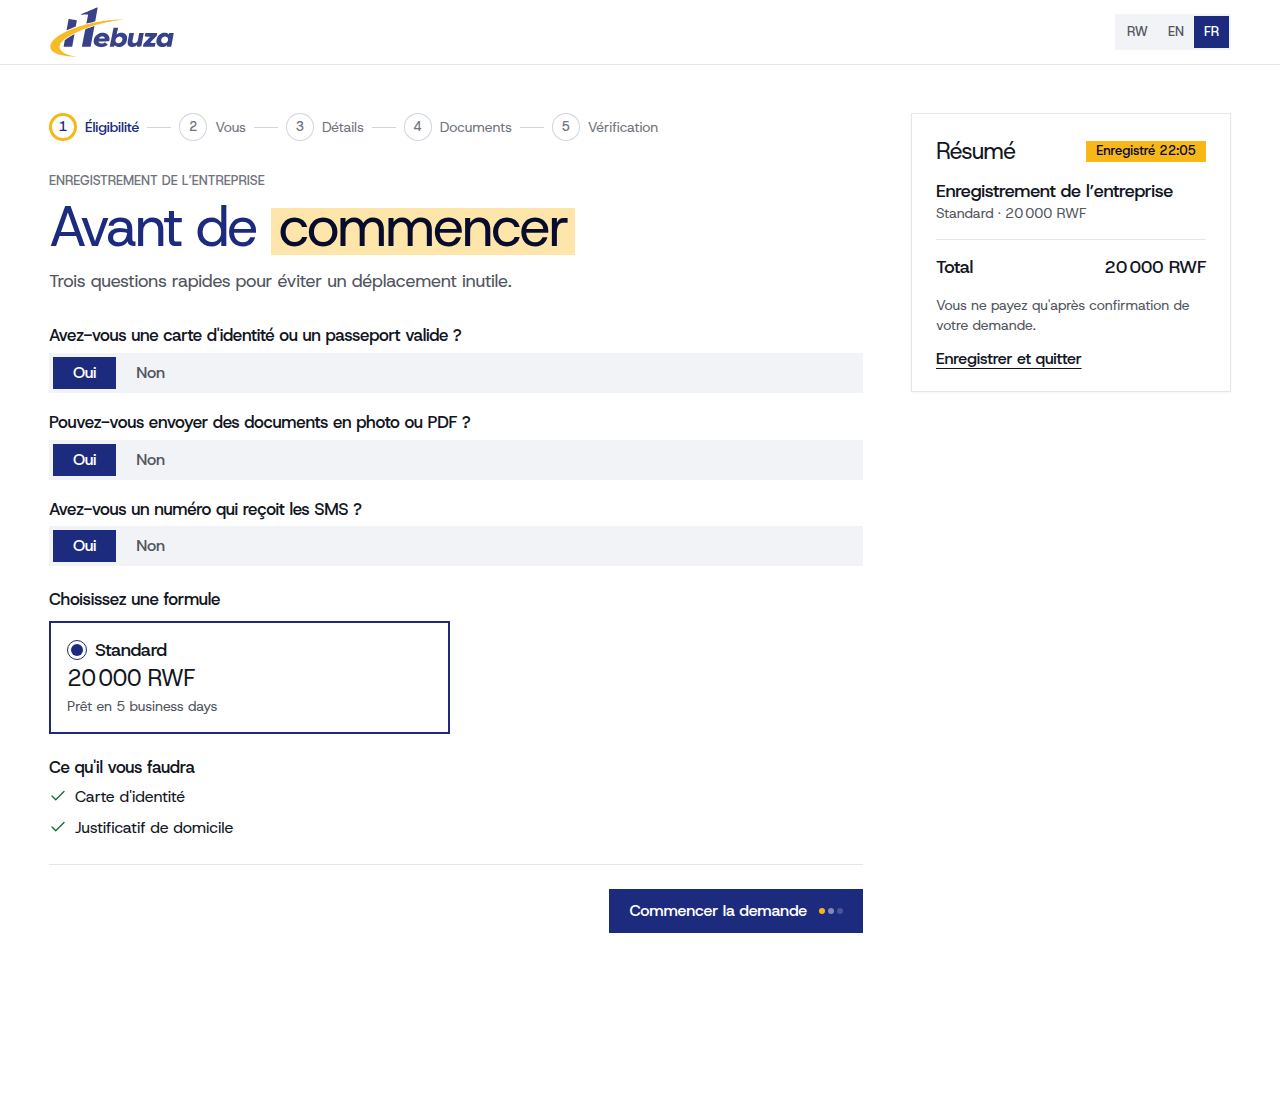 Hebuza
RW EN FR
1 Éligibilité 2 Vous 3 Détails 4 Documents 5 Vérification
ENREGISTREMENT DE L'ENTREPRISE
Avant de commencer
Trois questions rapides pour éviter un déplacement inutile.
Avez-vous une carte d'identité ou un passeport valide ?
Oui Non
Pouvez-vous envoyer des documents en photo ou PDF ?
Oui Non
Avez-vous un numéro qui reçoit les SMS ?
Oui Non
Choisissez une formule
Standard
20 000 RWF
Prêt en 5 business days
Ce qu'il vous faudra
Carte d'identité
Justificatif de domicile
Commencer la demande
Résumé Enregistré 22:05
Enregistrement de l'entreprise
Standard · 20 000 RWF
Total 20 000 RWF
Vous ne payez qu'après confirmation de
votre demande.
Enregistrer et quitter